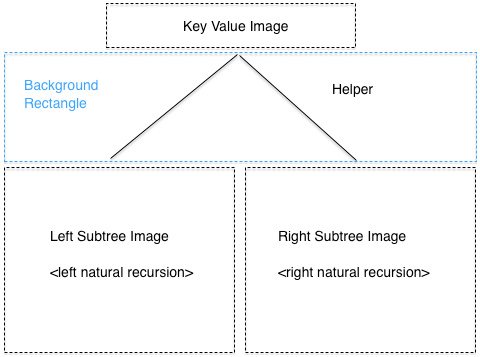 Key Value Image
Background
Rectangle
Helper
Left Subtree Image
<left natural recursion>
Right Subtree Image
<right natural recursion>